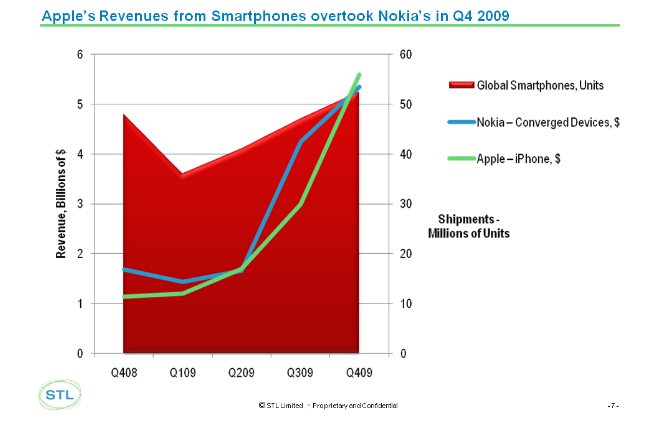 Apple's Revenues from Smartphones overtook Nokia's in Q4 2009
6
5
4
3
2
1
0
Revenue, Billions of $
60
50
40
30
20
10
0
Shipments -
Millions of Units
Q408 Q109 Q209 Q309 Q409
Global Smartphones, Units
Nokia – Converged Devices, $
Apple – iPhone, $
STL
© STL Limited • Proprietary and Confidential
- 7 -